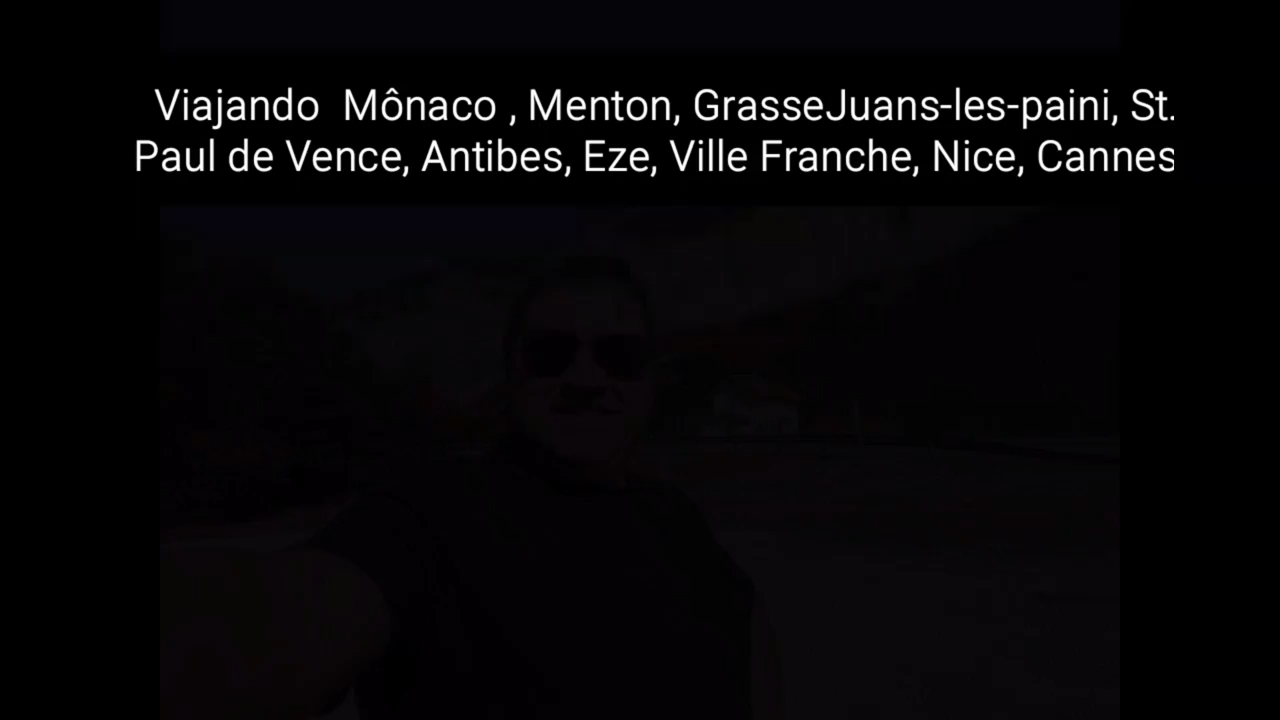 Viajando  Mônaco , Menton, GrasseJuans-les-paini, St.
Paul de Vence, Antibes, Eze, Ville Franche, Nice, Cannes